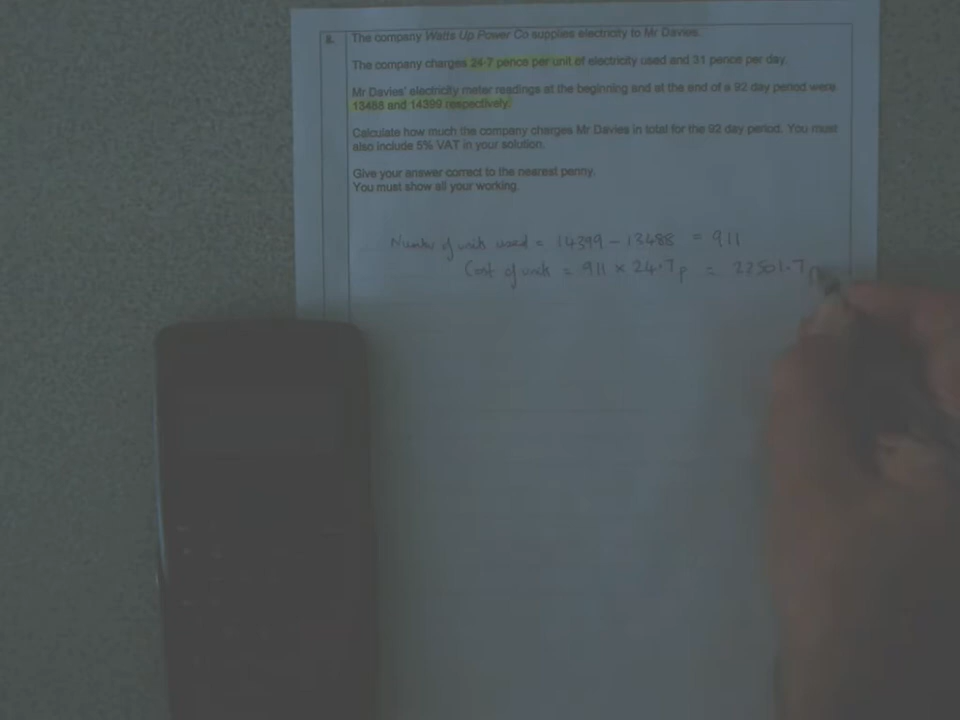 8. The company Watts Up Power Co supplies electricity to Mr Davies.
The company charges 24·7 pence per unit of electricity used and 31 pence per day.
Mr Davies' electricity meter readings at the beginning and at the end of a 92 day period were
13488 and 14399 respectively.
Calculate how much the company charges Mr Davies in total for the 92 day period. You must
also include 5% VAT in your solution.
Give your answer correct to the nearest penny.
You must show all your working.
Number of units used = 14399 - 13488 = 911
Cost of units = 911 × 24.7p = 22501.7p